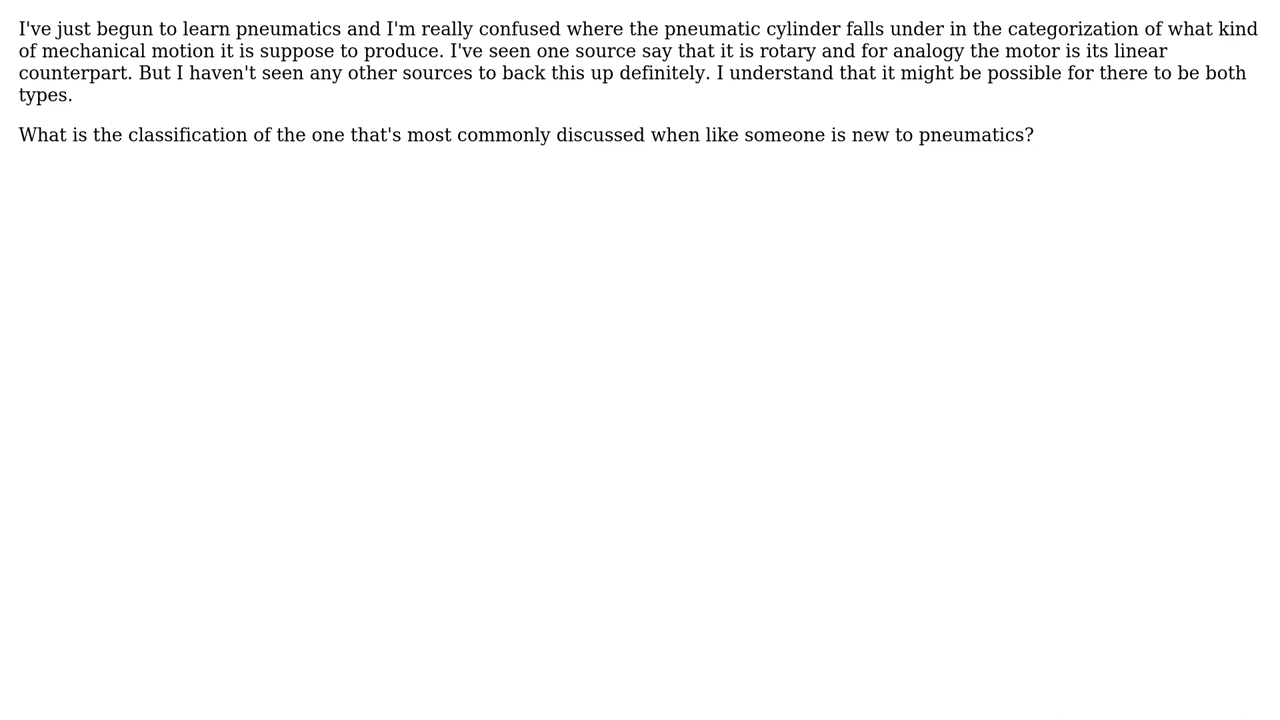 I've just begun to learn pneumatics and I'm really confused where the pneumatic cylinder falls under in the categorization of what kind
of mechanical motion it is suppose to produce. I've seen one source say that it is rotary and for analogy the motor is its linear
counterpart. But I haven't seen any other sources to back this up definitely. I understand that it might be possible for there to be both
types.
What is the classification of the one that's most commonly discussed when like someone is new to pneumatics?